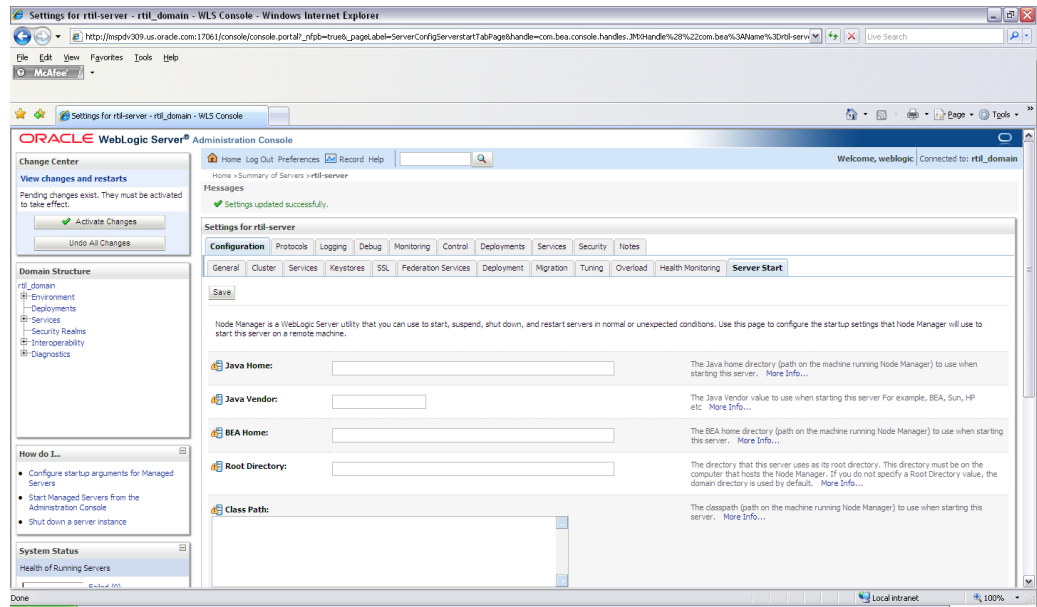 Settings for rtil-server - rtil_domain - WLS Console - Windows Internet Explorer
http://mspdv309.us.oracle.com:17061/console/console.portal?_nfpb=true&_pageLabel=ServerConfigServerstartTabPage&handle=com.bea.console.handles.JMXHandle%28%22com.bea%3AName%3Drtil-serv
Live Search
File Edit View Favorites Tools Help
McAfee
Settings for rtil-server - rtil_domain - WLS Console
Page Tools
ORACLE WebLogic Server® Administration Console
Change Center
View changes and restarts
Pending changes exist. They must be activated
to take effect.
Activate Changes
Undo All Changes
Domain Structure
rtil_domain
Environment
Deployments
Services
Security Realms
Interoperability
Diagnostics
How do I...
Configure startup arguments for Managed
Servers
Start Managed Servers from the
Administration Console
Shut down a server instance
System Status
Health of Running Servers
Failed (0)
Home Log Out Preferences Record Help
Welcome, weblogic Connected to: rtil_domain
Home >Summary of Servers >rtil-server
Messages
Settings updated successfully.
Settings for rtil-server
Configuration Protocols Logging Debug Monitoring Control Deployments Services Security Notes
General Cluster Services Keystores SSL Federation Services Deployment Migration Tuning Overload Health Monitoring Server Start
Save
Node Manager is a WebLogic Server utility that you can use to start, suspend, shut down, and restart servers in normal or unexpected conditions. Use this page to configure the startup settings that Node Manager will use to
start this server on a remote machine.
Java Home:
The Java home directory (path on the machine running Node Manager) to use when
starting this server. More Info...
Java Vendor:
The Java Vendor value to use when starting this server For example, BEA, Sun, HP
etc More Info...
BEA Home:
The BEA home directory (path on the machine running Node Manager) to use when starting
this server. More Info...
Root Directory:
The directory that this server uses as its root directory. This directory must be on the
computer that hosts the Node Manager. If you do not specify a Root Directory value, the
domain directory is used by default. More Info...
Class Path:
The classpath (path on the machine running Node Manager) to use when starting this
server. More Info...
Done
Local intranet
100%